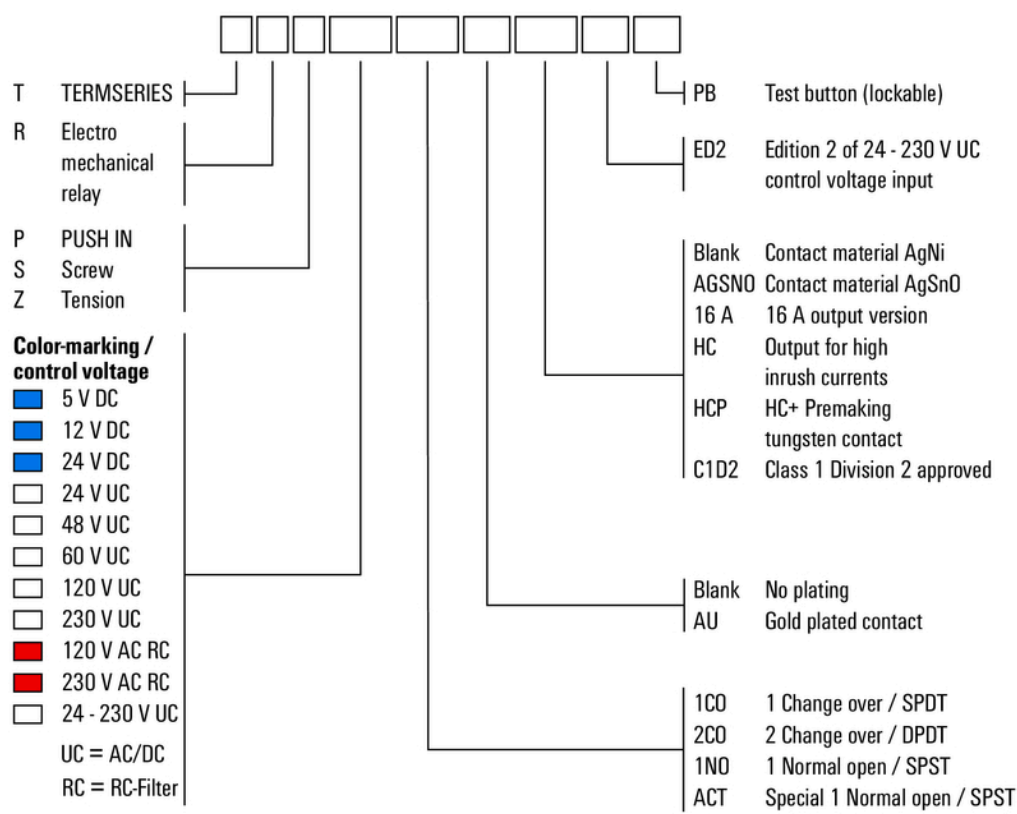 T TERMSERIES
R Electro
mechanical
relay
P PUSH IN
S Screw
Z Tension
Color-marking /
control voltage
5 V DC
12 V DC
24 V DC
24 V UC
48 V UC
60 V UC
120 V UC
230 V UC
120 V AC RC
230 V AC RC
24 - 230 V UC
UC = AC/DC
RC = RC-Filter
PB Test button (lockable)
ED2 Edition 2 of 24 - 230 V UC
control voltage input
Blank Contact material AgNi
AGSNO Contact material AgSnO
16 A 16 A output version
HC Output for high
inrush currents
HCP HC+ Premaking
tungsten contact
C1D2 Class 1 Division 2 approved
Blank No plating
AU Gold plated contact
1CO 1 Change over / SPDT
2CO 2 Change over / DPDT
1NO 1 Normal open / SPST
ACT Special 1 Normal open / SPST